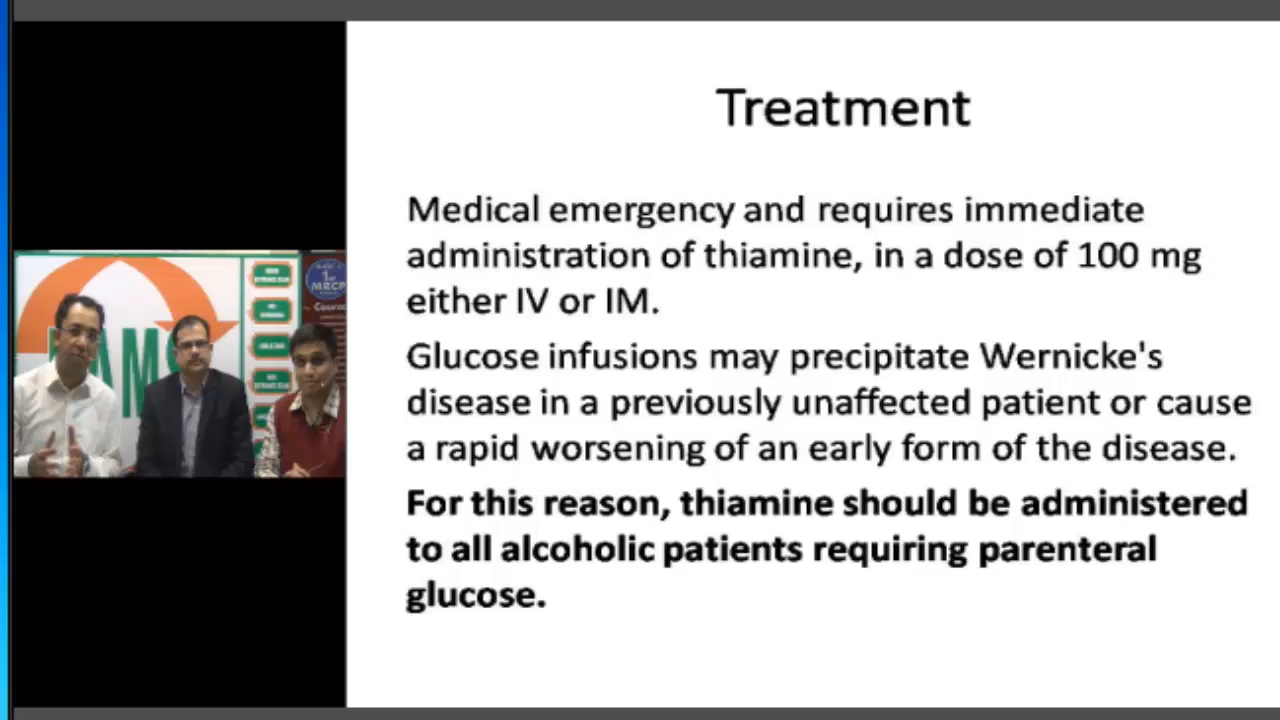 Treatment
Medical emergency and requires immediate
administration of thiamine, in a dose of 100 mg
either IV or IM.
Glucose infusions may precipitate Wernicke's
disease in a previously unaffected patient or cause
a rapid worsening of an early form of the disease.
For this reason, thiamine should be administered
to all alcoholic patients requiring parenteral
glucose.
1st
MRCP